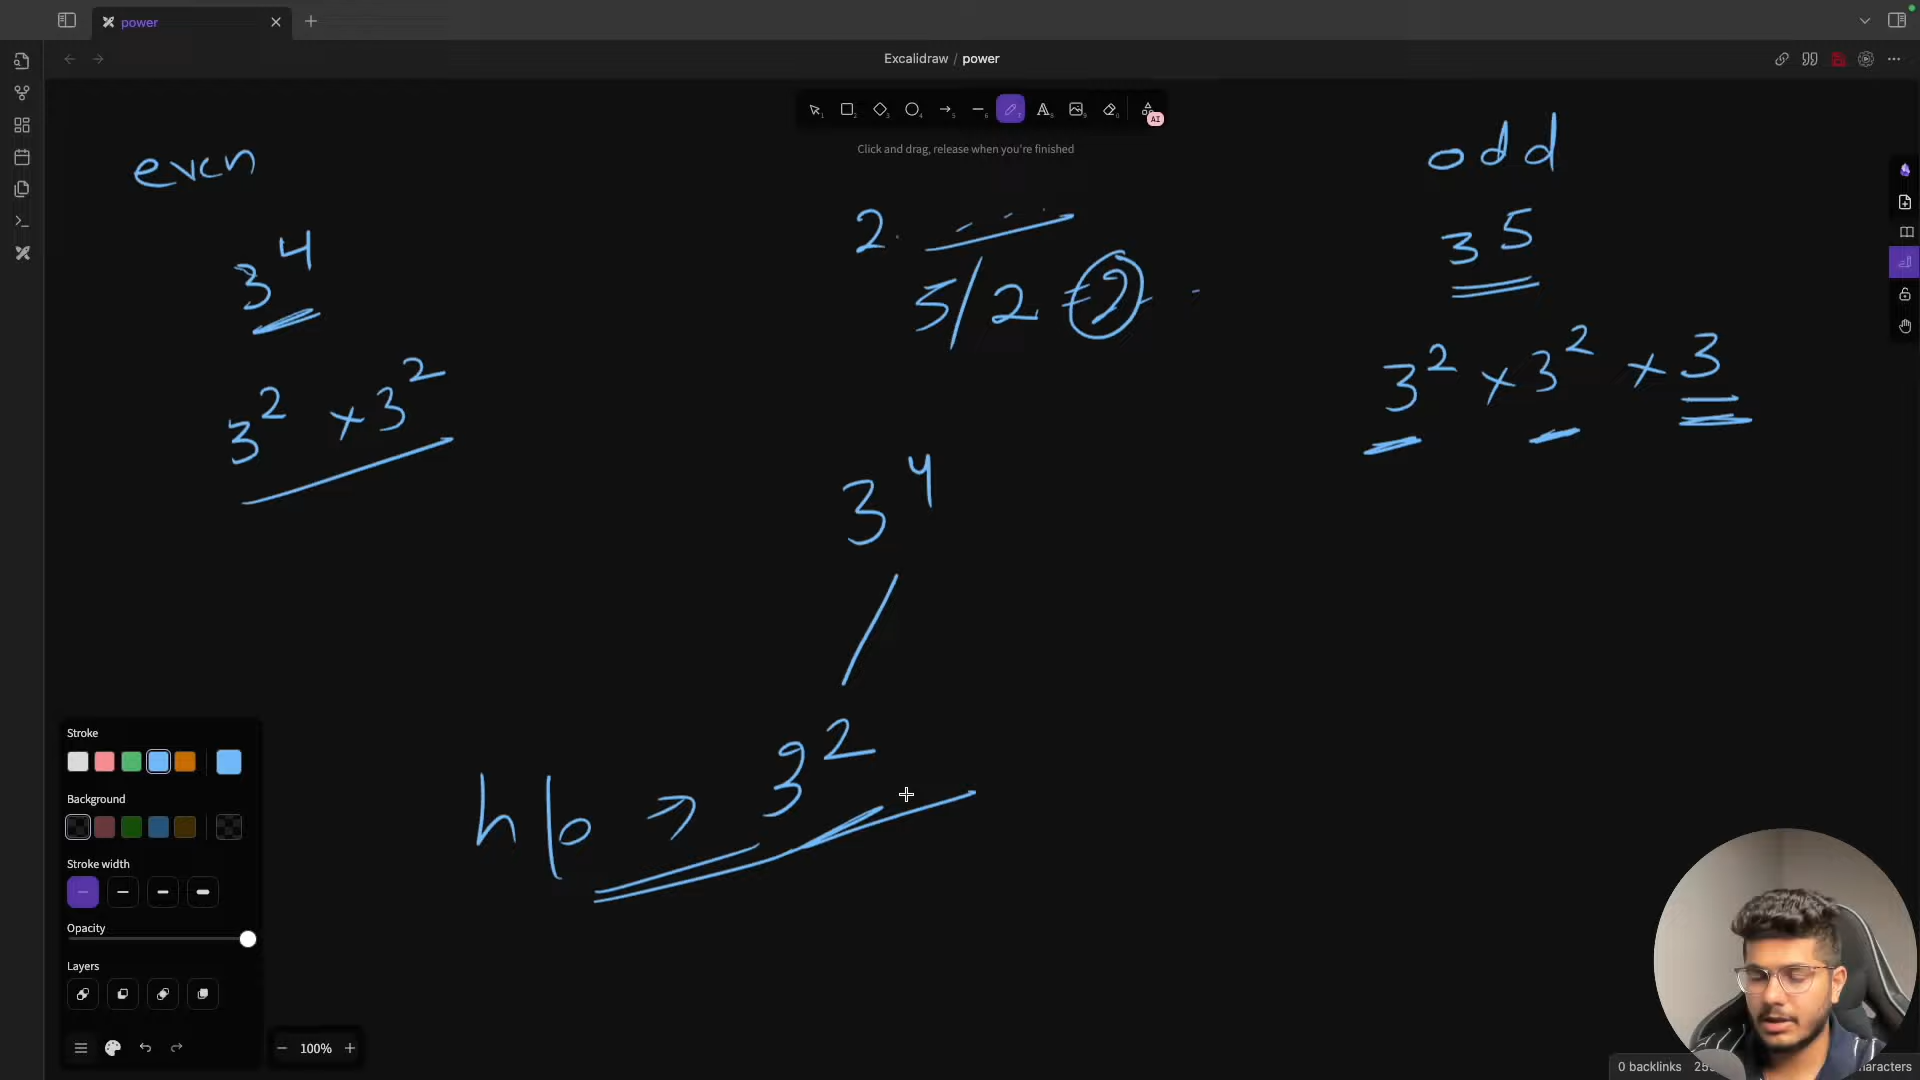 power
Excalidraw / power
Click and drag, release when you're finished
AI
even
odd
3^4
2
5/2 = 2
3^5
3^2 × 3^2
3^2 × 3^2 × 3
3^4
hp → 3^2
Stroke
Background
Stroke width
Opacity
Layers
100%
0 backlinks